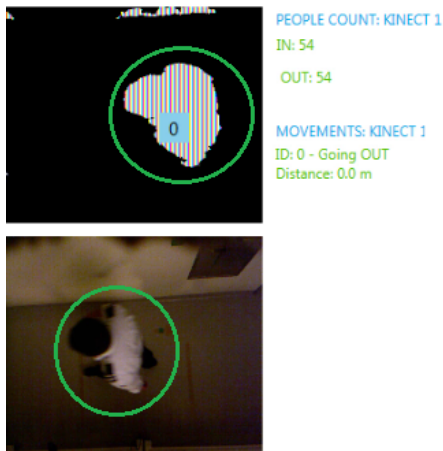 PEOPLE COUNT: KINECT 1
IN: 54
OUT: 54
0
MOVEMENTS: KINECT 1
ID: 0 - Going OUT
Distance: 0.0 m